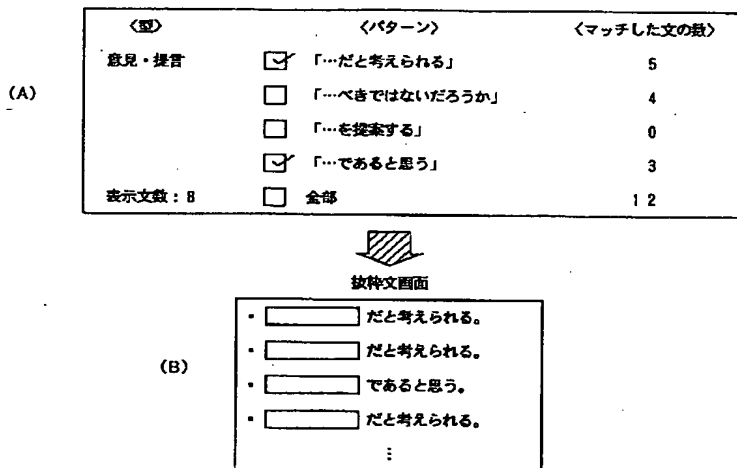 〈型〉 〈パターン〉 〈マッチした文の数〉
意見・提言 「…だと考えられる」 5
(A)
「…べきではないだろうか」 4
「…を提案する」 0
「…であると思う」 3
表示文数：8 全部 12
抜粋文画面
・ だと考えられる。
・ だと考えられる。
(B)
・ であると思う。
・ だと考えられる。
⋮